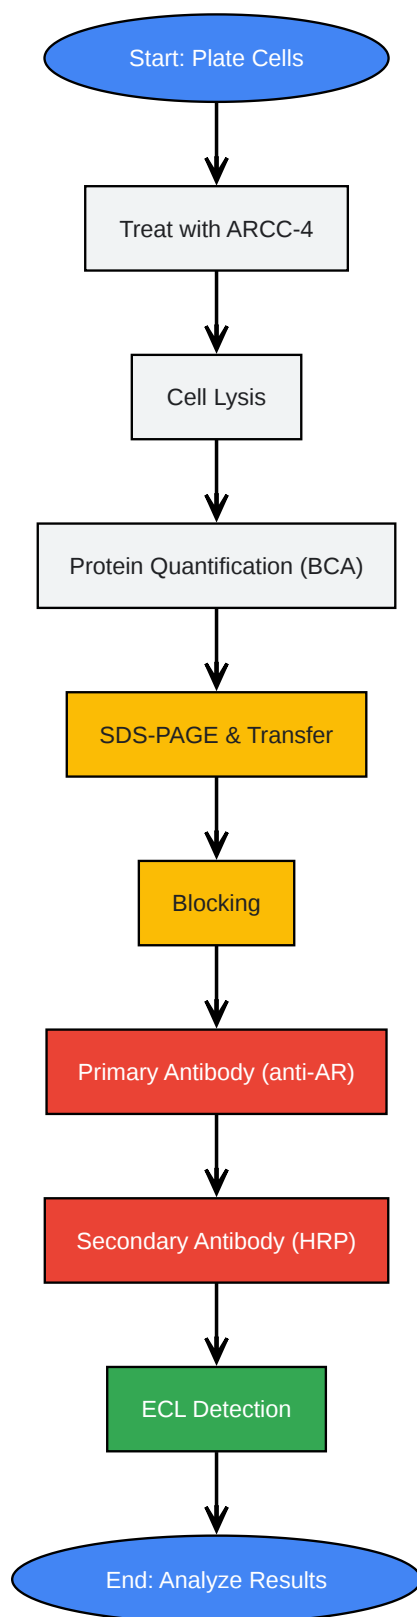 Start: Plate Cells
Treat with ARCC-4
Cell Lysis
Protein Quantification (BCA)
SDS-PAGE & Transfer
Blocking
Primary Antibody (anti-AR)
Secondary Antibody (HRP)
ECL Detection
End: Analyze Results